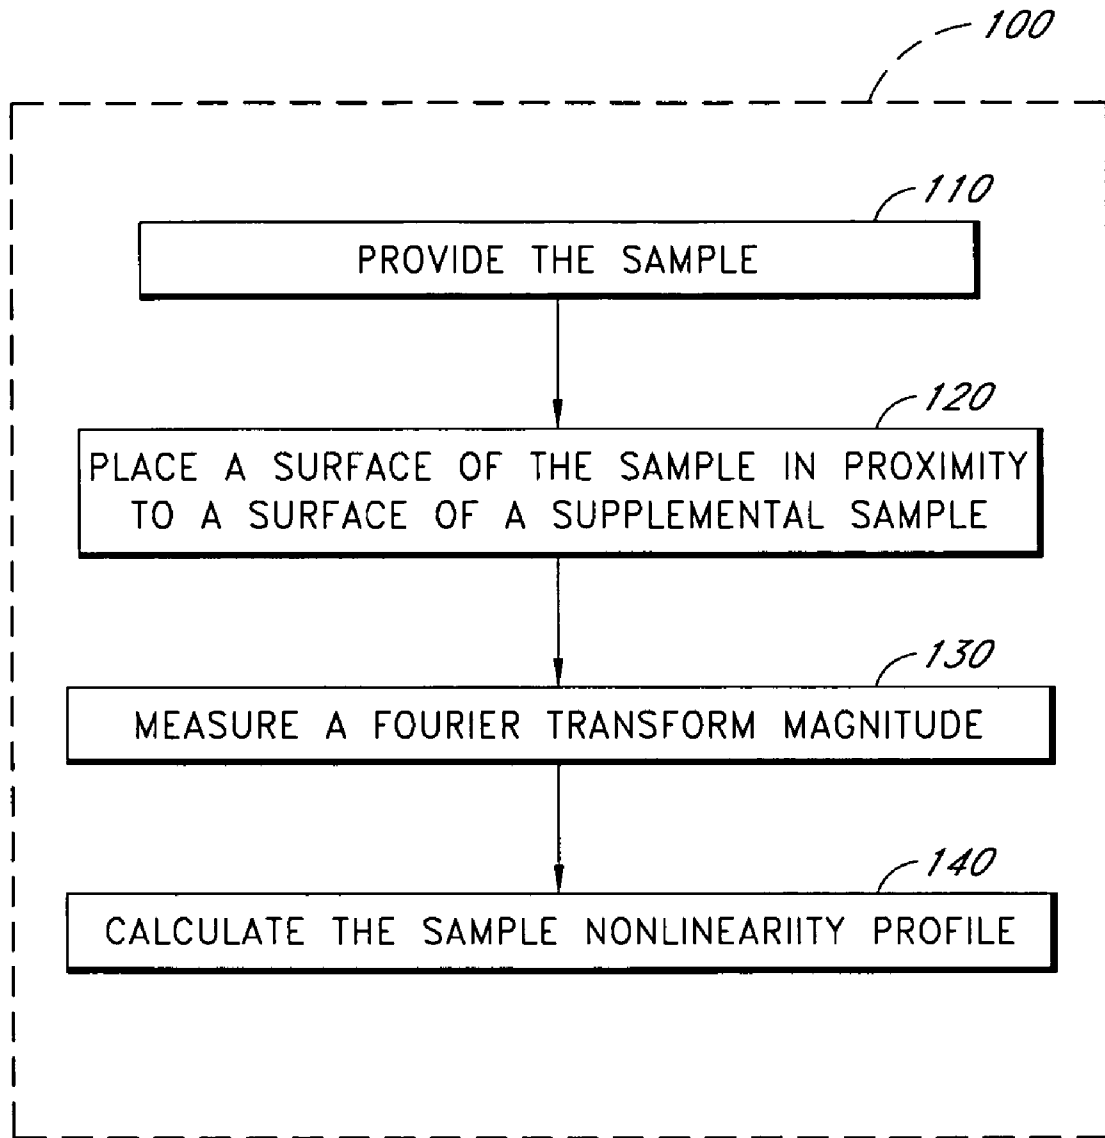 100
110
PROVIDE THE SAMPLE
120
PLACE A SURFACE OF THE SAMPLE IN PROXIMITY
TO A SURFACE OF A SUPPLEMENTAL SAMPLE
130
MEASURE A FOURIER TRANSFORM MAGNITUDE
140
CALCULATE THE SAMPLE NONLINEARIITY PROFILE